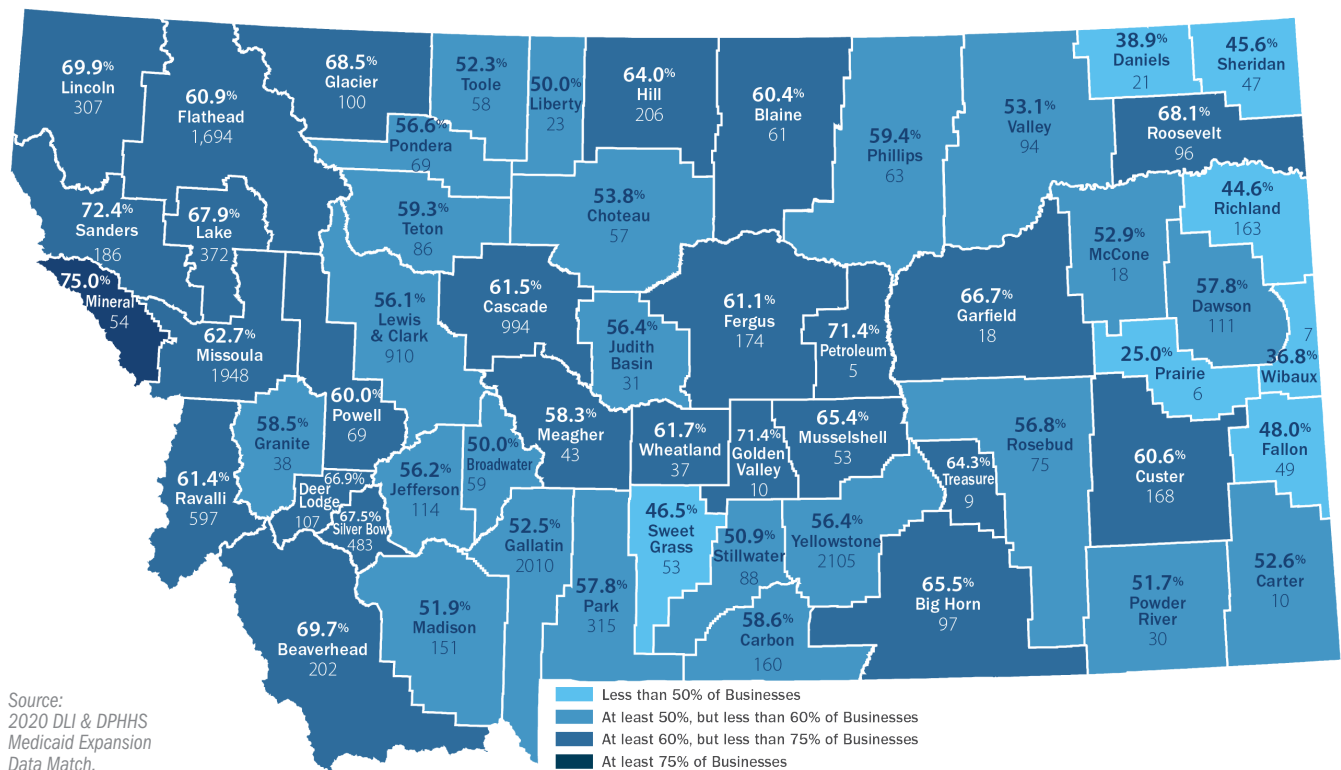 69.9%
Lincoln
307
60.9%
Flathead
1,694
68.5%
Glacier
100
52.3%
Toole
58
50.0%
Liberty
23
64.0%
Hill
206
60.4%
Blaine
61
59.4%
Phillips
63
53.1%
Valley
94
38.9%
Daniels
21
45.6%
Sheridan
47
68.1%
Roosevelt
96
56.6%
Pondera
69
72.4%
Sanders
186
67.9%
Lake
372
59.3%
Teton
86
53.8%
Choteau
57
52.9%
McCone
18
44.6%
Richland
163
75.0%
Mineral
54
62.7%
Missoula
1948
56.1%
Lewis
& Clark
910
61.5%
Cascade
994
56.4%
Judith
Basin
31
61.1%
Fergus
174
71.4%
Petroleum
5
66.7%
Garfield
18
57.8%
Dawson
111
25.0%
Prairie
6
7
36.8%
Wibaux
61.4%
Ravalli
597
58.5%
Granite
38
60.0%
Powell
69
66.9%
Deer
Lodge
107
67.5%
Silver Bow
483
56.2%
Jefferson
114
50.0%
Broadwater
59
58.3%
Meagher
43
61.7%
Wheatland
37
71.4%
Golden
Valley
10
65.4%
Musselshell
53
64.3%
Treasure
9
56.8%
Rosebud
75
60.6%
Custer
168
48.0%
Fallon
49
69.7%
Beaverhead
202
51.9%
Madison
151
52.5%
Gallatin
2010
57.8%
Park
315
46.5%
Sweet
Grass
53
50.9%
Stillwater
88
56.4%
Yellowstone
2105
58.6%
Carbon
160
65.5%
Big Horn
97
51.7%
Powder
River
30
52.6%
Carter
10
Source:
2020 DLI & DPHHS
Medicaid Expansion
Data Match.
Less than 50% of Businesses
At least 50%, but less than 60% of Businesses
At least 60%, but less than 75% of Businesses
At least 75% of Businesses